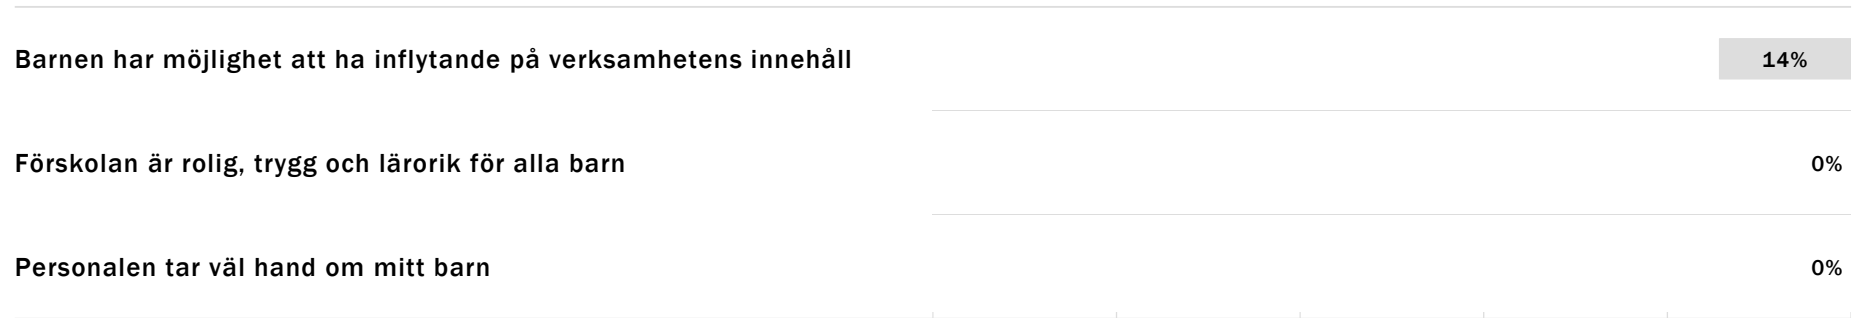 Barnen har möjlighet att ha inflytande på verksamhetens innehåll 14%
Förskolan är rolig, trygg och lärorik för alla barn 0%
Personalen tar väl hand om mitt barn 0%